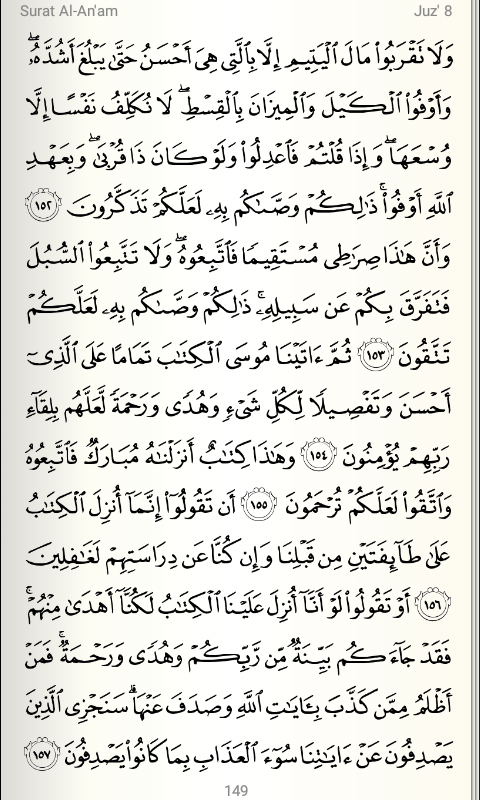 Surat Al-An'am Juz' 8
وَلَا تَقۡرَبُواْ مَالَ ٱلۡيَتِيمِ إِلَّا بِٱلَّتِي هِيَ أَحۡسَنُ حَتَّىٰ يَبۡلُغَ أَشُدَّهُۥۖ
وَأَوۡفُواْ ٱلۡكَيۡلَ وَٱلۡمِيزَانَ بِٱلۡقِسۡطِۖ لَا نُكَلِّفُ نَفۡسًا إِلَّا
وُسۡعَهَاۖ وَإِذَا قُلۡتُمۡ فَٱعۡدِلُواْ وَلَوۡ كَانَ ذَا قُرۡبَىٰۖ وَبِعَهۡدِ
ٱللَّهِ أَوۡفُواْۚ ذَٰلِكُمۡ وَصَّىٰكُم بِهِۦ لَعَلَّكُمۡ تَذَكَّرُونَ ١٥٢
وَأَنَّ هَٰذَا صِرَٰطِي مُسۡتَقِيمٗا فَٱتَّبِعُوهُۖ وَلَا تَتَّبِعُواْ ٱلسُّبُلَ
فَتَفَرَّقَ بِكُمۡ عَن سَبِيلِهِۦۚ ذَٰلِكُمۡ وَصَّىٰكُم بِهِۦ لَعَلَّكُمۡ
تَتَّقُونَ ١٥٣ ثُمَّ ءَاتَيۡنَا مُوسَى ٱلۡكِتَٰبَ تَمَامًا عَلَى ٱلَّذِيٓ
أَحۡسَنَ وَتَفۡصِيلٗا لِّكُلِّ شَيۡءٖ وَهُدٗى وَرَحۡمَةٗ لَّعَلَّهُم بِلِقَآءِ
رَبِّهِمۡ يُؤۡمِنُونَ ١٥٤ وَهَٰذَا كِتَٰبٌ أَنزَلۡنَٰهُ مُبَارَكٞ فَٱتَّبِعُوهُ
وَٱتَّقُواْ لَعَلَّكُمۡ تُرۡحَمُونَ ١٥٥ أَن تَقُولُوٓاْ إِنَّمَآ أُنزِلَ ٱلۡكِتَٰبُ
عَلَىٰ طَآئِفَتَيۡنِ مِن قَبۡلِنَا وَإِن كُنَّا عَن دِرَاسَتِهِمۡ لَغَٰفِلِينَ
١٥٦ أَوۡ تَقُولُواْ لَوۡ أَنَّآ أُنزِلَ عَلَيۡنَا ٱلۡكِتَٰبُ لَكُنَّآ أَهۡدَىٰ مِنۡهُمۡۚ
فَقَدۡ جَآءَكُم بَيِّنَةٞ مِّن رَّبِّكُمۡ وَهُدٗى وَرَحۡمَةٞۚ فَمَنۡ
أَظۡلَمُ مِمَّن كَذَّبَ بِـَٔايَٰتِ ٱللَّهِ وَصَدَفَ عَنۡهَاۗ سَنَجۡزِي ٱلَّذِينَ
يَصۡدِفُونَ عَنۡ ءَايَٰتِنَا سُوٓءَ ٱلۡعَذَابِ بِمَا كَانُواْ يَصۡدِفُونَ ١٥٧
149